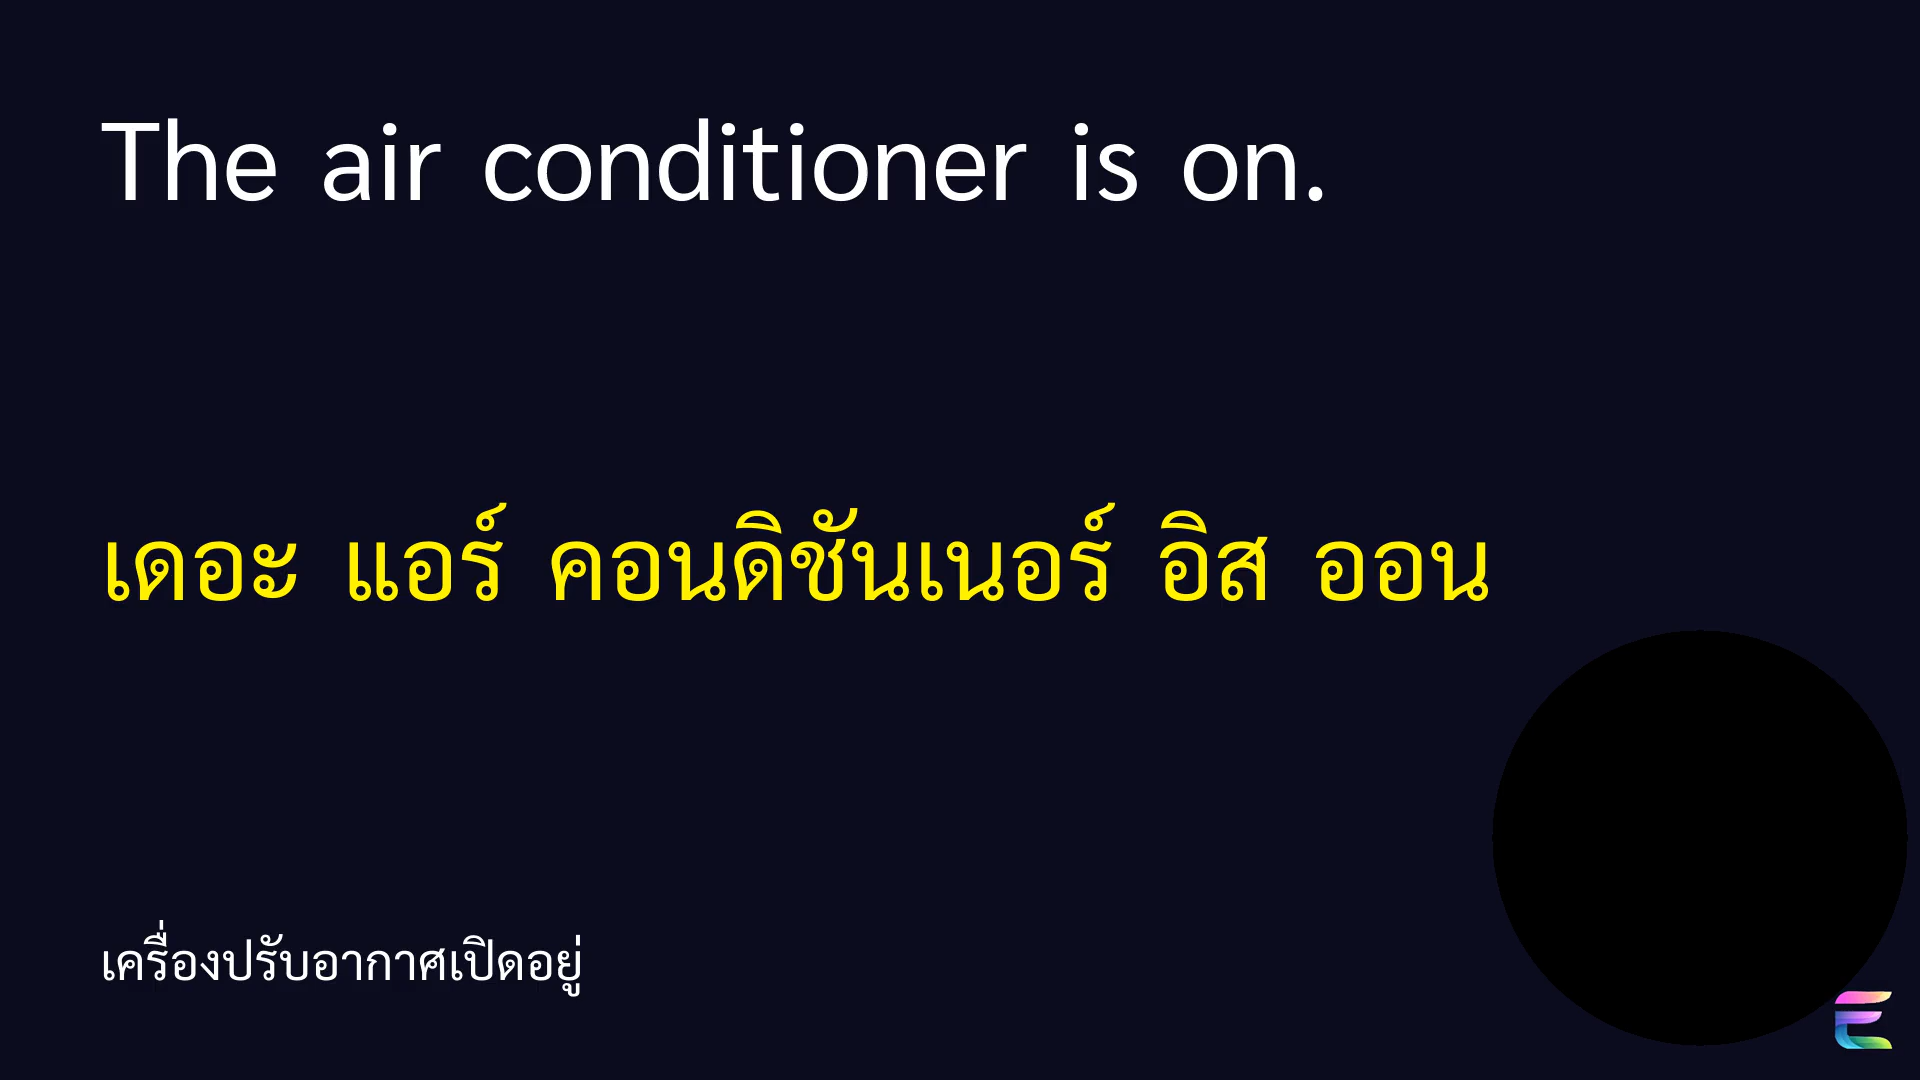 The air conditioner is on.
เดอะ แอร์ คอนดิชันเนอร์ อิส ออน
เครื่องปรับอากาศเปิดอยู่